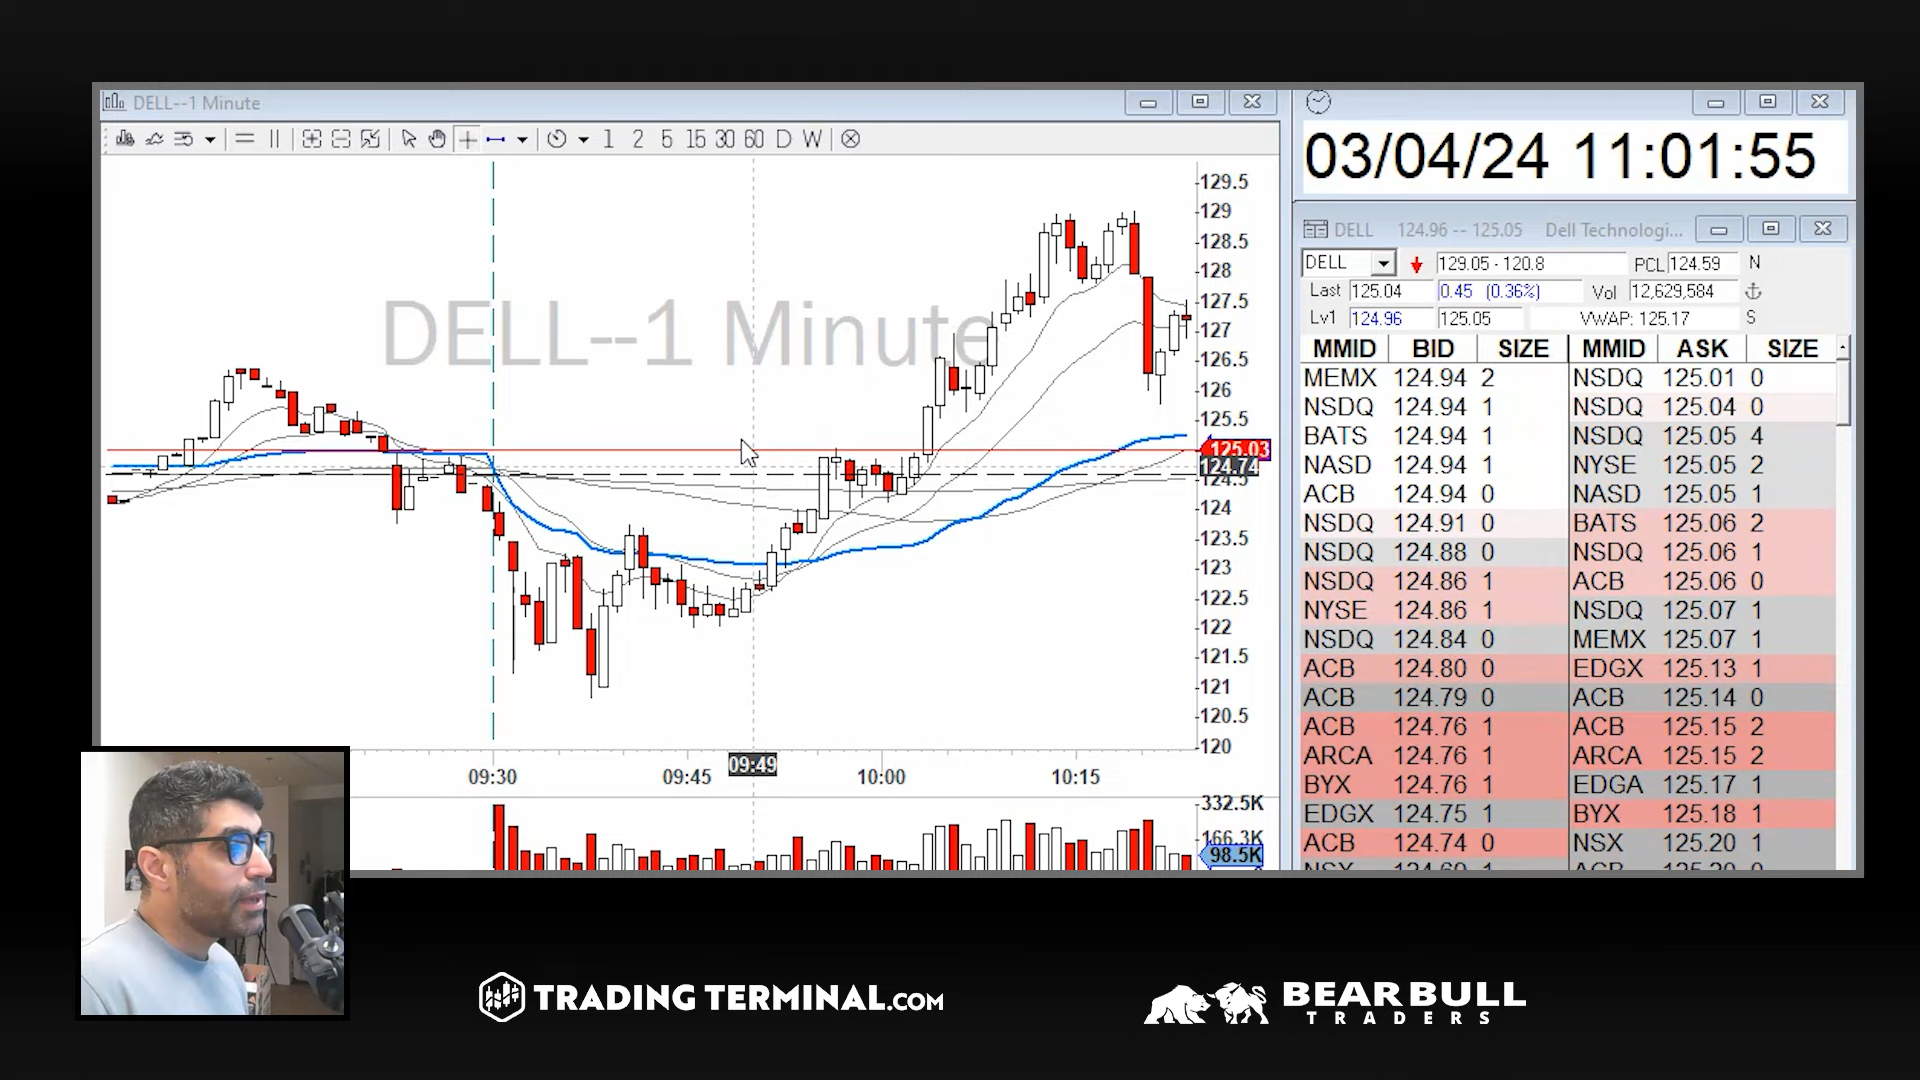 DELL--1 Minute
1 2 5 15 30 60 D W
DELL--1 Minute
129.5
129
128.5
128
127.5
127
126.5
126
125.5
125.03
124.74
124.5
124
123.5
123
122.5
122
121.5
121
120.5
120
09:30 09:45 09:49 10:00 10:15
332.5K
166.3K
98.5K
03/04/24 11:01:55
DELL 124.96 -- 125.05 Dell Technologi...
DELL 129.05 - 120.8 PCL 124.59 N
Last 125.04 0.45 (0.36%) Vol 12,629,584
Lv1 124.96 125.05 VWAP: 125.17 S
MMID BID SIZE MMID ASK SIZE
MEMX 124.94 2 NSDQ 125.01 0
NSDQ 124.94 1 NSDQ 125.04 0
BATS 124.94 1 NSDQ 125.05 4
NASD 124.94 1 NYSE 125.05 2
ACB 124.94 0 NASD 125.05 1
NSDQ 124.91 0 BATS 125.06 2
NSDQ 124.88 0 NSDQ 125.06 1
NSDQ 124.86 1 ACB 125.06 0
NYSE 124.86 1 NSDQ 125.07 1
NSDQ 124.84 0 MEMX 125.07 1
ACB 124.80 0 EDGX 125.13 1
ACB 124.79 0 ACB 125.14 0
ACB 124.76 1 ACB 125.15 2
ARCA 124.76 1 ARCA 125.15 2
BYX 124.76 1 EDGA 125.17 1
EDGX 124.75 1 BYX 125.18 1
ACB 124.74 0 NSX 125.20 1
TRADING TERMINAL.COM
BEAR BULL
TRADERS